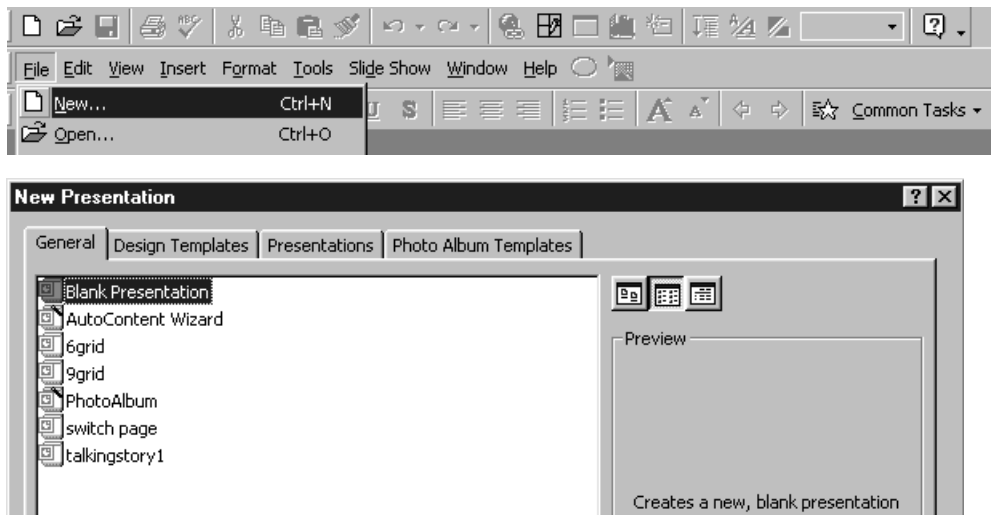 ABC
File Edit View Insert Format Tools Slide Show Window Help
New... Ctrl+N
U S A A Common Tasks
Open... Ctrl+O
New Presentation
General Design Templates Presentations Photo Album Templates
Blank Presentation
AutoContent Wizard
6grid
Preview
9grid
PhotoAlbum
switch page
talkingstory1
Creates a new, blank presentation